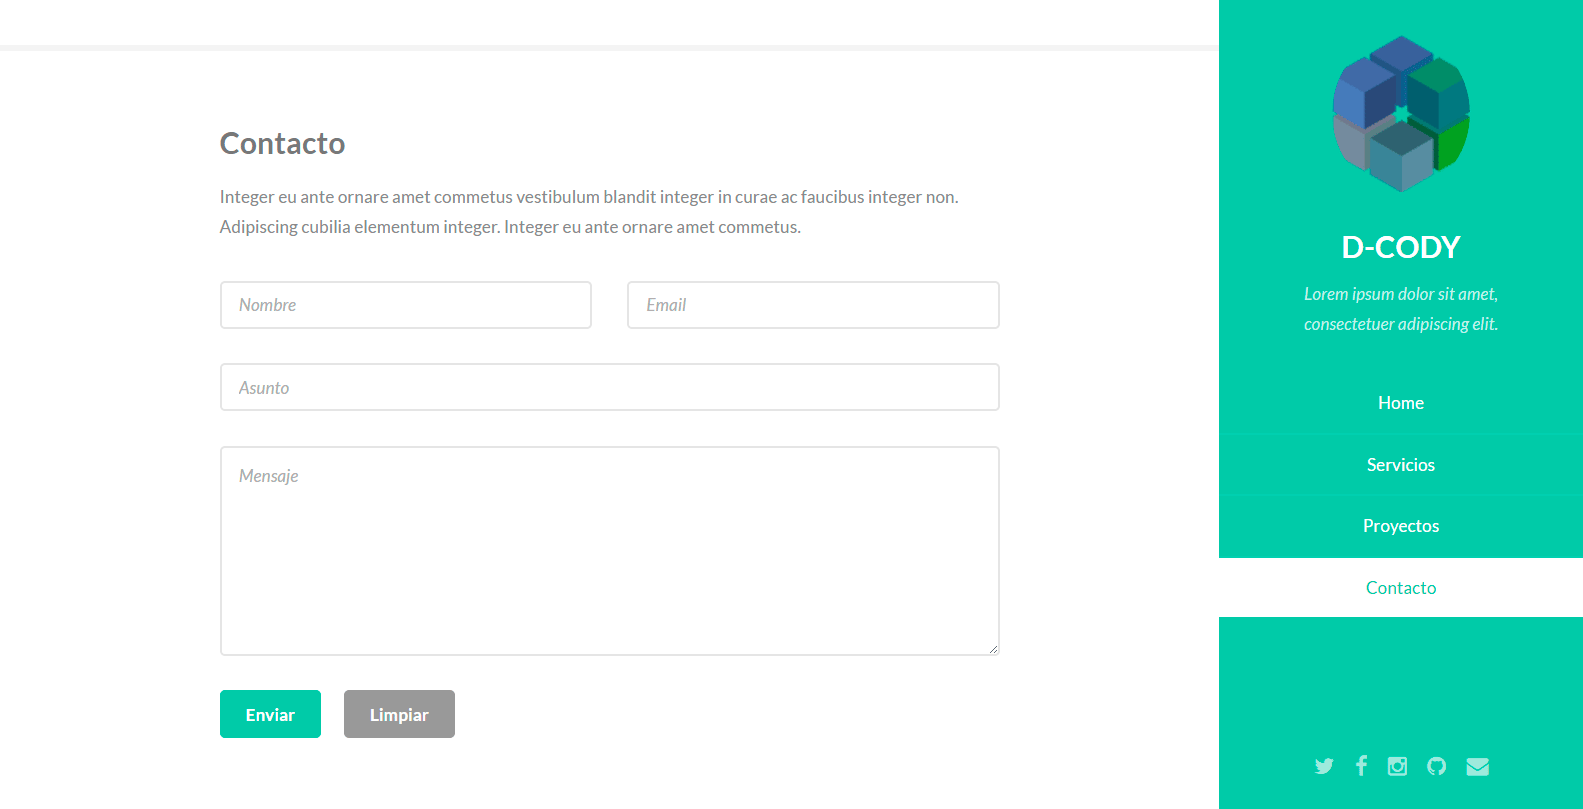 Contacto
Integer eu ante ornare amet commetus vestibulum blandit integer in curae ac faucibus integer non.
Adipiscing cubilia elementum integer. Integer eu ante ornare amet commetus.
Nombre
Email
Asunto
Mensaje
Enviar
Limpiar
D-CODY
Lorem ipsum dolor sit amet,
consectetuer adipiscing elit.
Home
Servicios
Proyectos
Contacto